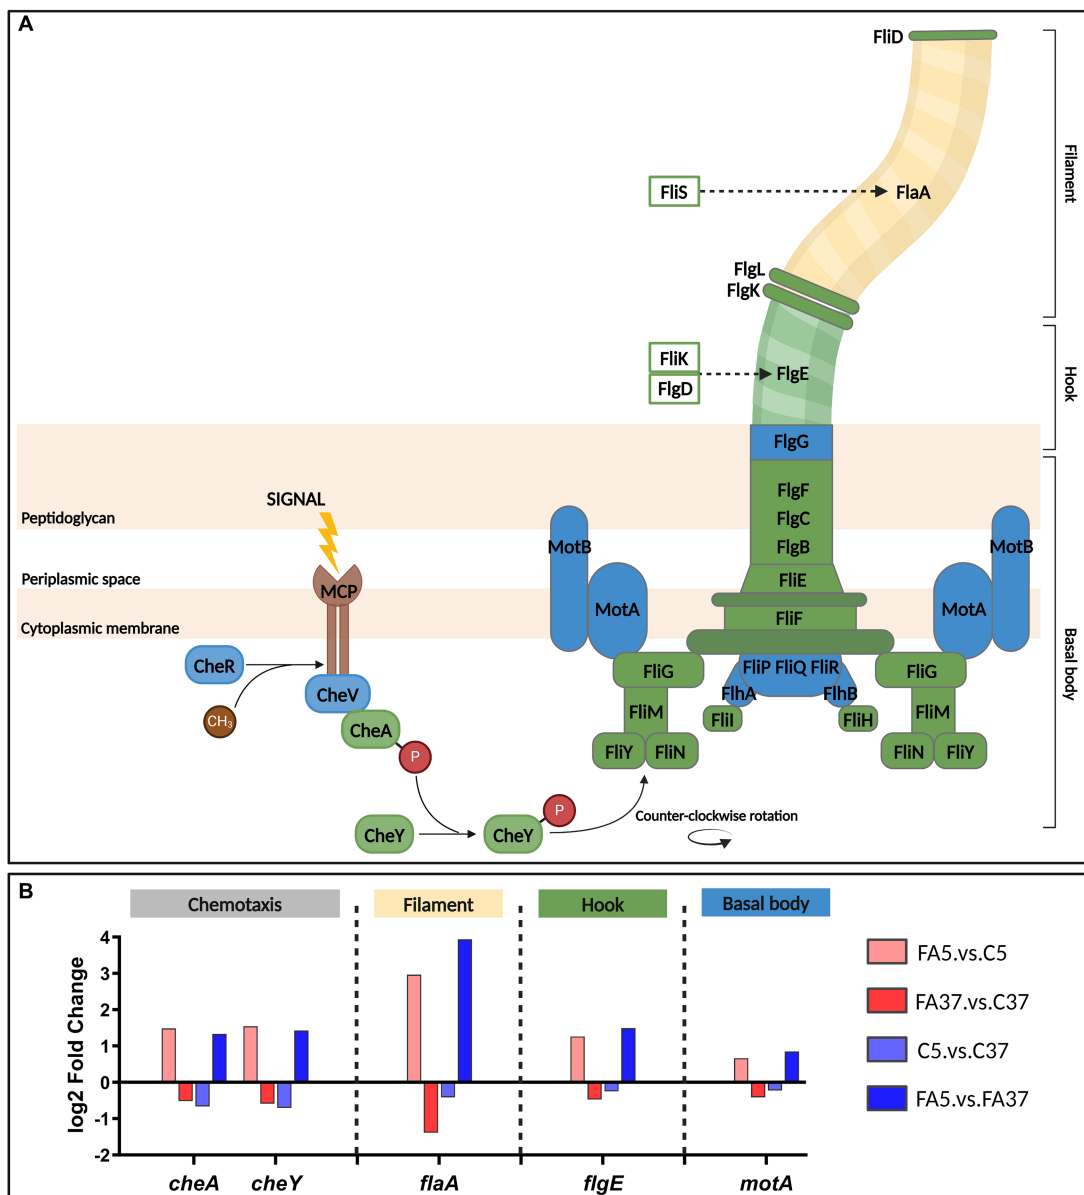 A
FliD
Filament
FliS
FlaA
FlgL
FlgK
Hook
FliK
FlgD
FlgE
FlgG
SIGNAL
FlgF
Peptidoglycan
FlgC
MotB
FlgB
MotB
Periplasmic space
MCP
FliE
MotA
FliF
MotA
Cytoplasmic membrane
Basal body
CheR
CheV
CH3
CheA
P
FliG
FliP FliQ FliR
FliG
FlhA
FlhB
FliM
FliI
FliH
FliM
FliY
FliN
FliN
FliY
P
CheY
CheY
Counter-clockwise rotation
B
Chemotaxis
Filament
Hook
Basal body
log2 Fold Change
4
3
2
1
0
-1
-2
cheA
cheY
flaA
flgE
motA
FA5.vs.C5
FA37.vs.C37
C5.vs.C37
FA5.vs.FA37